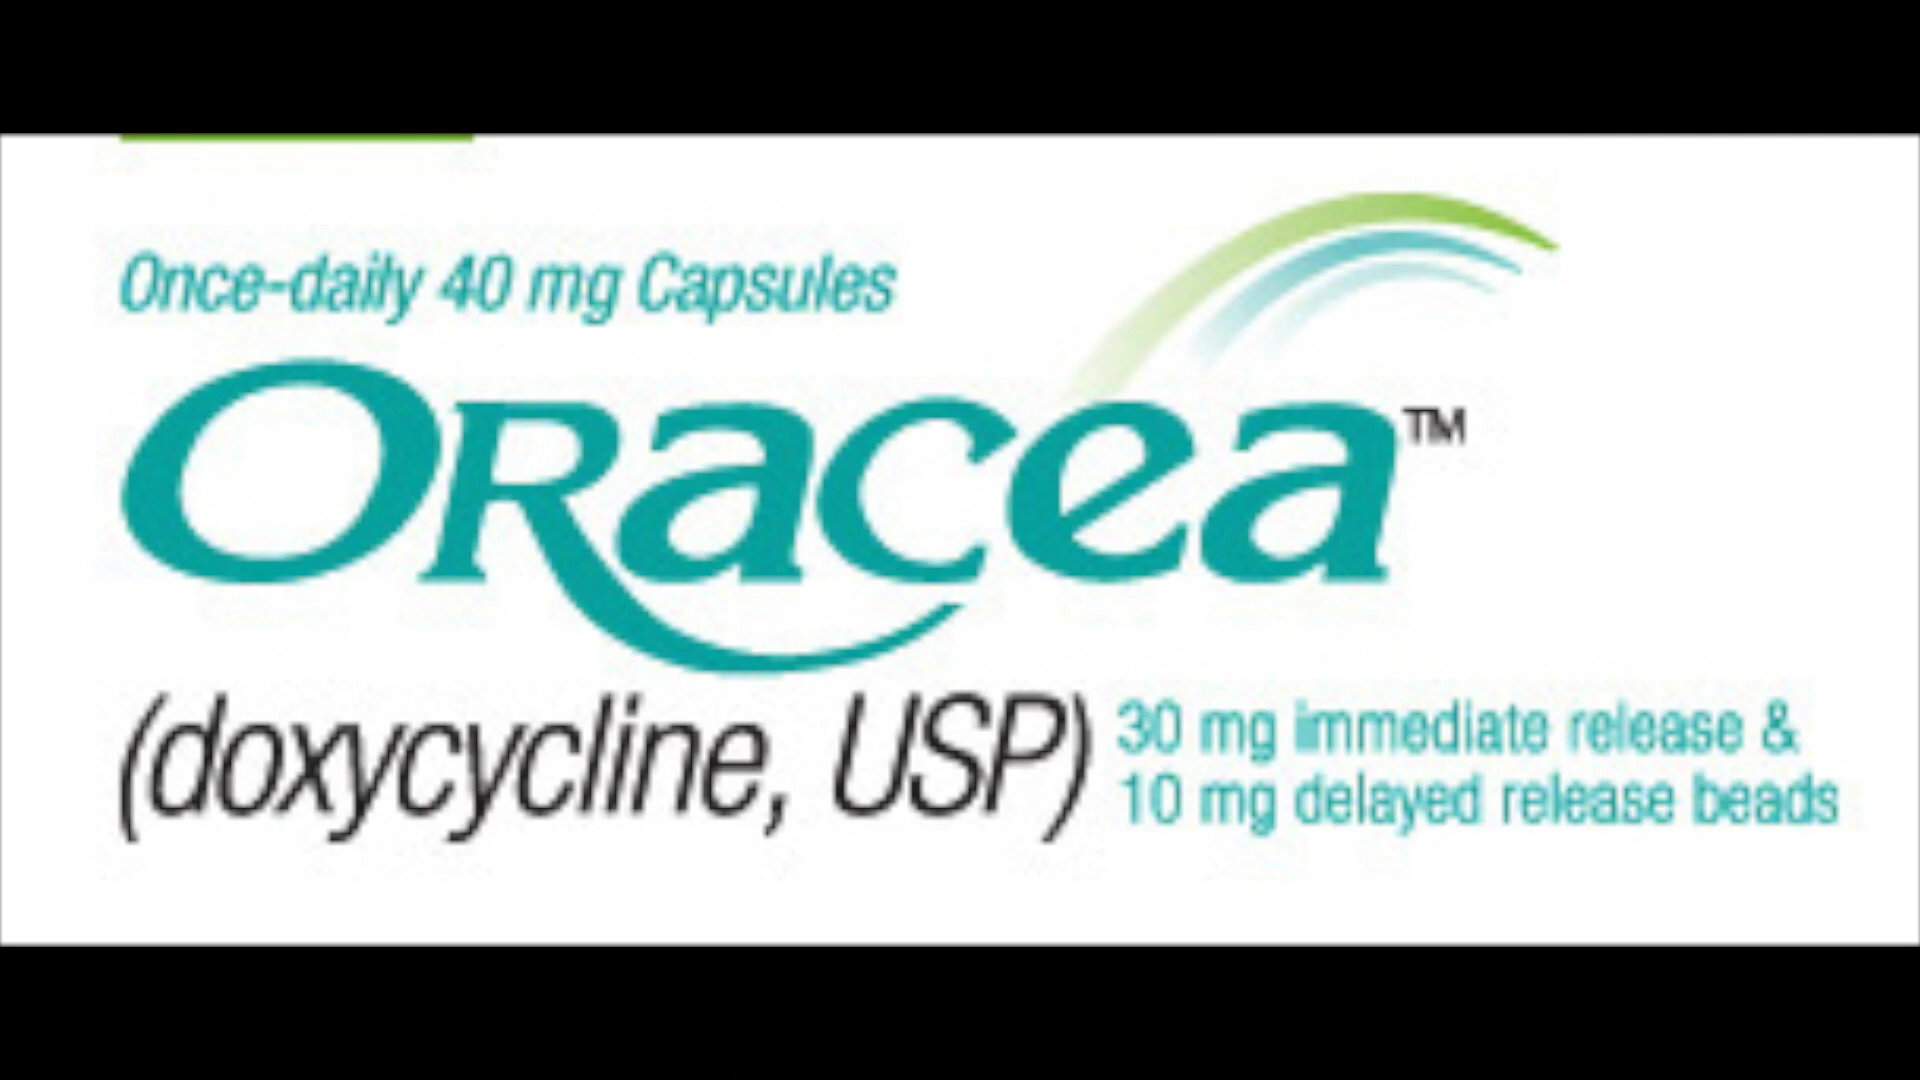 Once-daily 40 mg Capsules
ORacea™
(doxycycline, USP)
30 mg immediate release &
10 mg delayed release beads